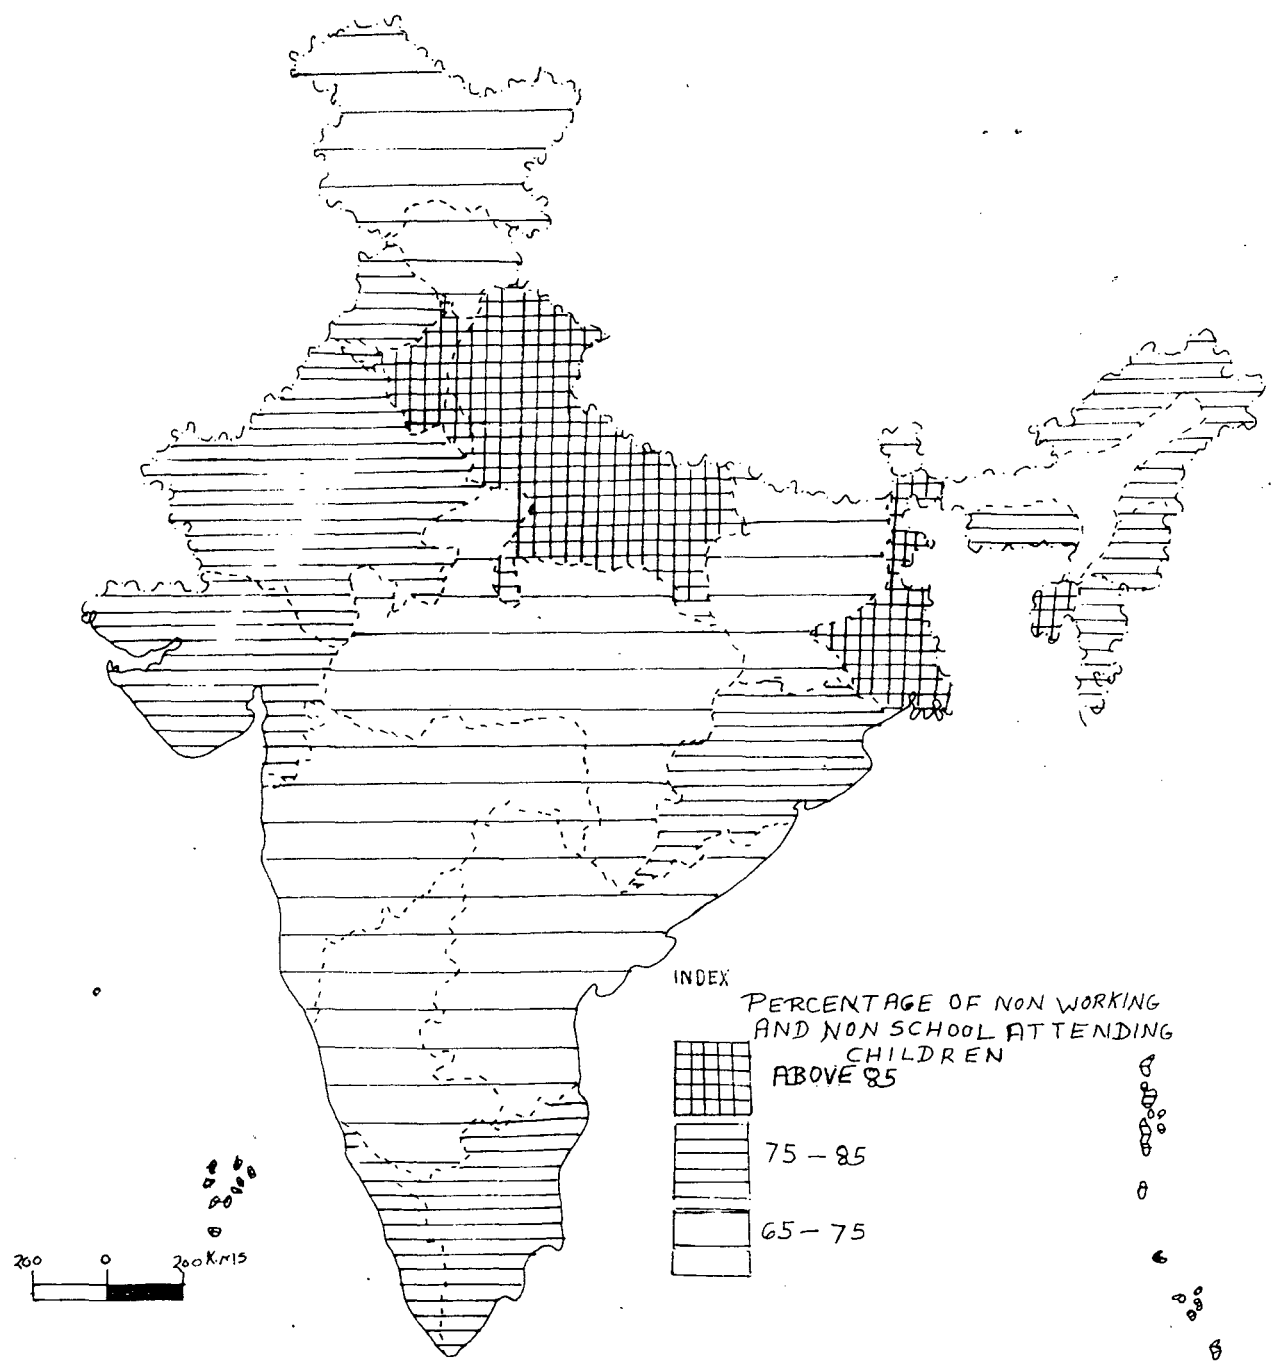 INDEX
PERCENTAGE OF NON WORKING
AND NON SCHOOL ATTENDING
CHILDREN
ABOVE 85
75 – 85
65 – 75
200 0 200 K.MS